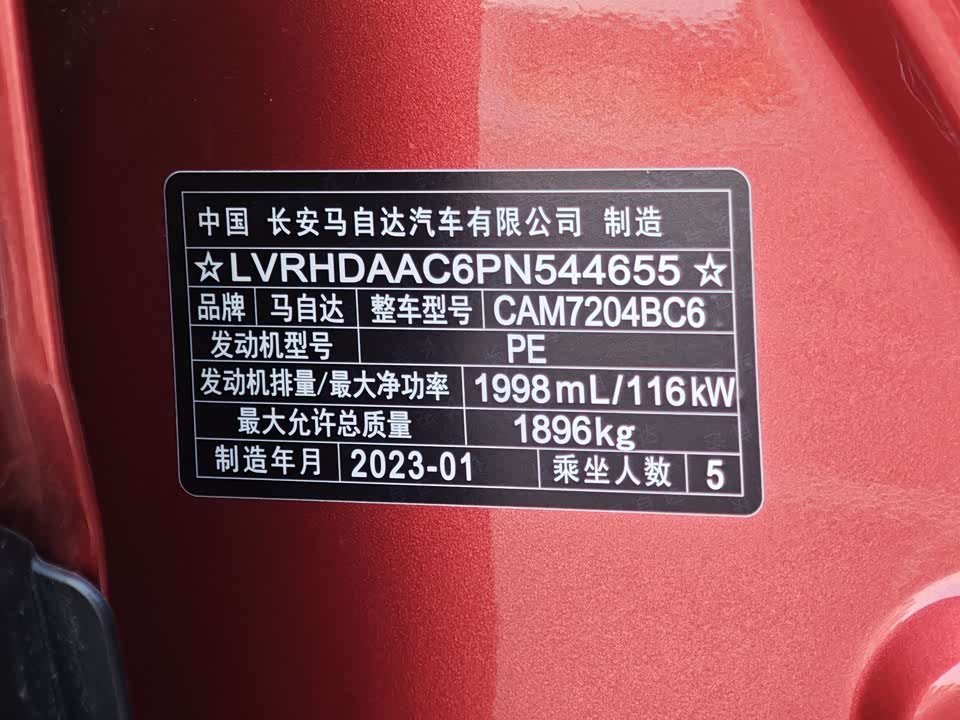 中国 长安马自达汽车有限公司 制造
☆LVRHDAAC6PN544655☆
品牌 马自达 整车型号 CAM7204BC6
发动机型号 PE
发动机排量/最大净功率 1998mL/116kW
最大允许总质量 1896kg
制造年月 2023-01 乘坐人数 5